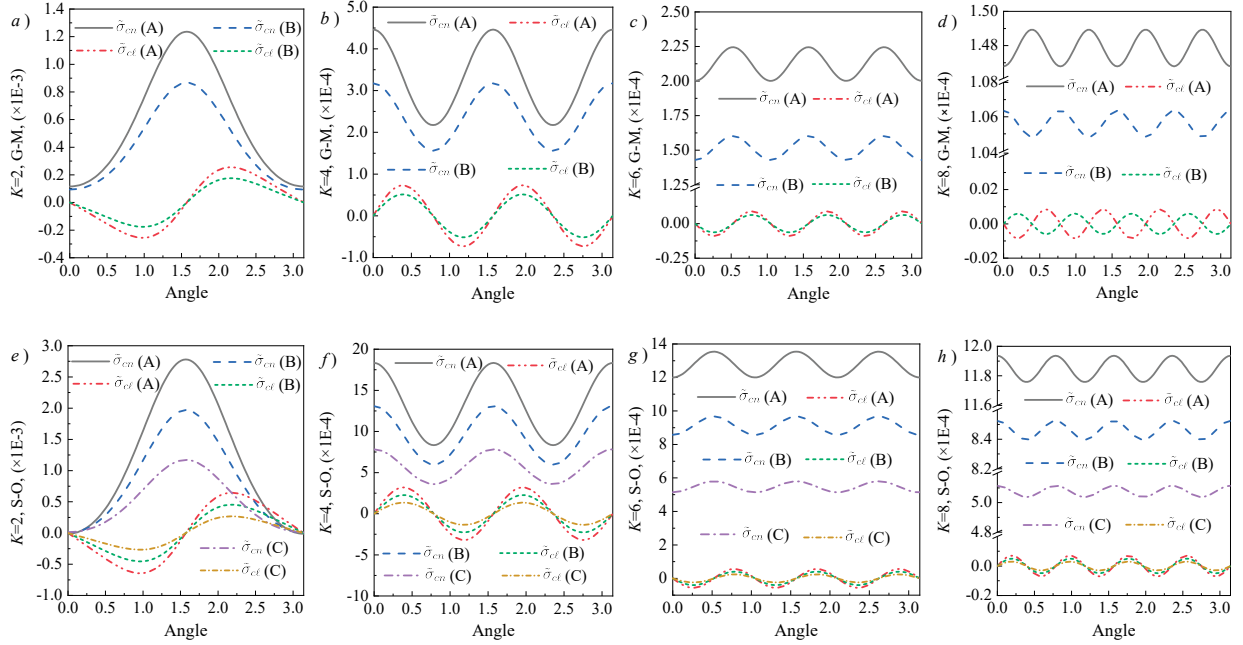 a ) σ̃cn (A) σ̃cn (B)
σ̃cℓ (A) σ̃cℓ (B)
K=2, G-M, (×1E-3)
1.4
1.2
1.0
0.8
0.6
0.4
0.2
0.0
-0.2
-0.4
0.0 0.5 1.0 1.5 2.0 2.5 3.0
Angle
b ) σ̃cn (A) σ̃cℓ (A)
σ̃cn (B) σ̃cℓ (B)
K=4, G-M, (×1E-4)
5.0
4.0
3.0
2.0
1.0
0.0
-1.0
0.0 0.5 1.0 1.5 2.0 2.5 3.0
Angle
c )
σ̃cn (A) σ̃cℓ (A)
σ̃cn (B) σ̃cℓ (B)
K=6, G-M, (×1E-4)
2.50
2.25
2.00
1.75
1.50
1.25
0.25
0.00
-0.25
0.0 0.5 1.0 1.5 2.0 2.5 3.0
Angle
d )
σ̃cn (A) σ̃cℓ (A)
σ̃cn (B) σ̃cℓ (B)
K=8, G-M, (×1E-4)
1.50
1.48
1.08
1.06
1.04
0.02
0.00
-0.02
0.0 0.5 1.0 1.5 2.0 2.5 3.0
Angle
e ) σ̃cn (A) σ̃cn (B)
σ̃cℓ (A) σ̃cℓ (B)
σ̃cn (C)
σ̃cℓ (C)
K=2, S-O, (×1E-3)
3.0
2.5
2.0
1.5
1.0
0.5
0.0
-0.5
-1.0
0.0 0.5 1.0 1.5 2.0 2.5 3.0
Angle
f ) σ̃cn (A) σ̃cℓ (A)
σ̃cn (B) σ̃cℓ (B)
σ̃cn (C) σ̃cℓ (C)
K=4, S-O, (×1E-4)
20
15
10
5
0
-5
-10
0.0 0.5 1.0 1.5 2.0 2.5 3.0
Angle
g )
σ̃cn (A) σ̃cℓ (A)
σ̃cn (B) σ̃cℓ (B)
σ̃cn (C) σ̃cℓ (C)
K=6, S-O, (×1E-4)
14
13
12
11
10
9
8
6
5
4
3
2
1
0
0.0 0.5 1.0 1.5 2.0 2.5 3.0
Angle
h )
σ̃cn (A) σ̃cℓ (A)
σ̃cn (B) σ̃cℓ (B)
σ̃cn (C) σ̃cℓ (C)
K=8, S-O, (×1E-4)
12.0
11.8
11.6
8.4
8.2
5.0
4.8
0.2
0.0
-0.2
0.0 0.5 1.0 1.5 2.0 2.5 3.0
Angle